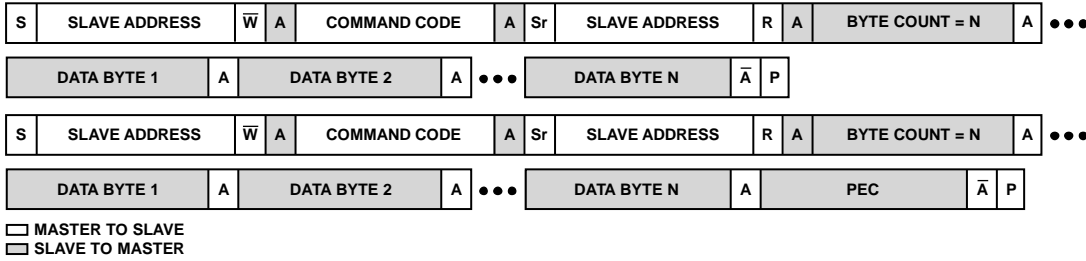 S SLAVE ADDRESS W̅ A COMMAND CODE A Sr SLAVE ADDRESS R A BYTE COUNT = N A •••
DATA BYTE 1 A DATA BYTE 2 A ••• DATA BYTE N A̅ P
S SLAVE ADDRESS W̅ A COMMAND CODE A Sr SLAVE ADDRESS R A BYTE COUNT = N A •••
DATA BYTE 1 A DATA BYTE 2 A ••• DATA BYTE N A PEC A̅ P
MASTER TO SLAVE
SLAVE TO MASTER